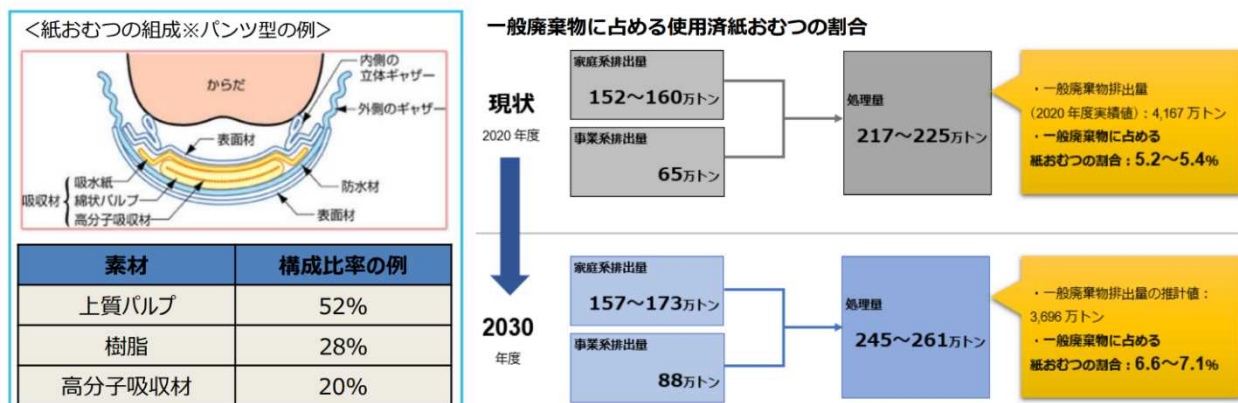 ＜紙おむつの組成※パンツ型の例＞
からだ
内側の
立体ギャザー
外側のギャザー
表面材
吸収材
吸水紙
綿状パルプ
高分子吸収材
防水材
表面材
素材 構成比率の例
上質パルプ 52%
樹脂 28%
高分子吸収材 20%
一般廃棄物に占める使用済紙おむつの割合
現状
2020 年度
家庭系排出量
152～160万トン
事業系排出量
65万トン
処理量
217～225万トン
・一般廃棄物排出量
（2020 年度実績値）：4,167 万トン
・一般廃棄物に占める
紙おむつの割合：5.2～5.4%
2030
年度
家庭系排出量
157～173万トン
事業系排出量
88万トン
処理量
245～261万トン
・一般廃棄物排出量の推計値：
3,696 万トン
・一般廃棄物に占める
紙おむつの割合：6.6～7.1%